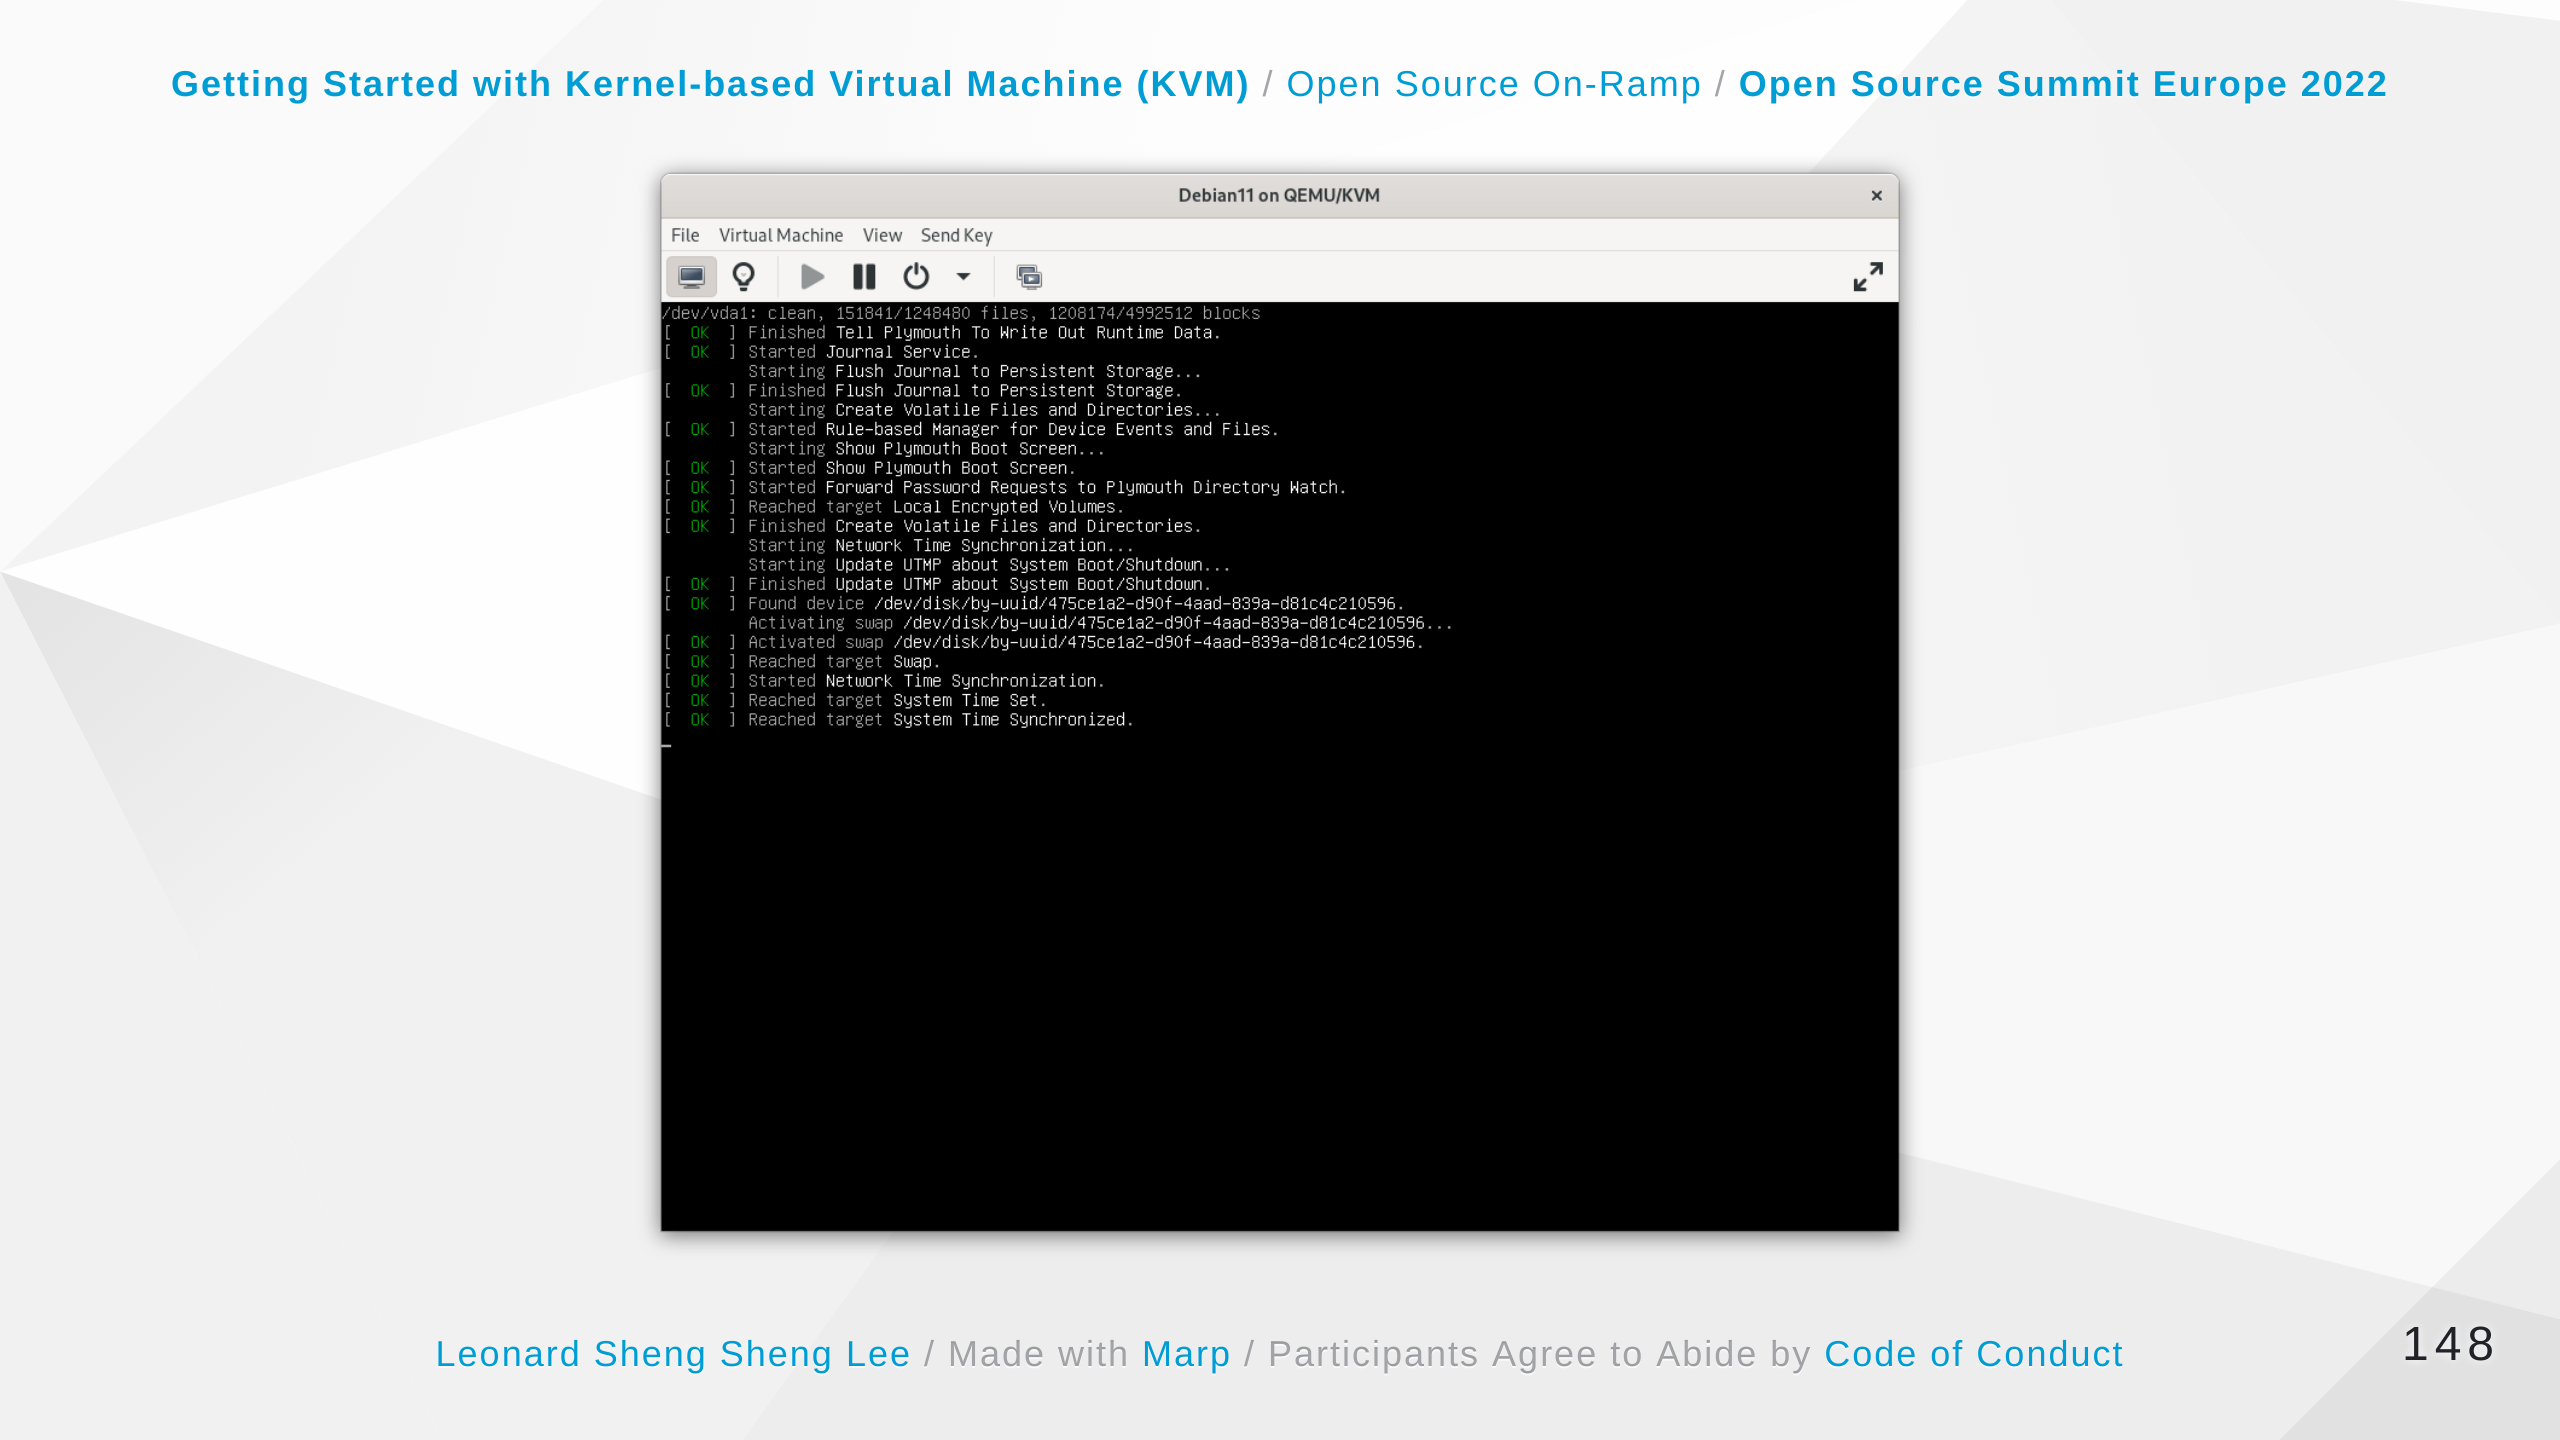 Getting Started with Kernel-based Virtual Machine (KVM) / Open Source On-Ramp / Open Source Summit Europe 2022
Debian11 on QEMU/KVM
File Virtual Machine View Send Key
/dev/vda1: clean, 151841/1248480 files, 1208174/4992512 blocks
[  OK  ] Finished Tell Plymouth To Write Out Runtime Data.
[  OK  ] Started Journal Service.
         Starting Flush Journal to Persistent Storage...
[  OK  ] Finished Flush Journal to Persistent Storage.
         Starting Create Volatile Files and Directories...
[  OK  ] Started Rule-based Manager for Device Events and Files.
         Starting Show Plymouth Boot Screen...
[  OK  ] Started Show Plymouth Boot Screen.
[  OK  ] Started Forward Password Requests to Plymouth Directory Watch.
[  OK  ] Reached target Local Encrypted Volumes.
[  OK  ] Finished Create Volatile Files and Directories.
         Starting Network Time Synchronization...
         Starting Update UTMP about System Boot/Shutdown...
[  OK  ] Finished Update UTMP about System Boot/Shutdown.
[  OK  ] Found device /dev/disk/by-uuid/475ce1a2-d90f-4aad-839a-d81c4c210596.
         Activating swap /dev/disk/by-uuid/475ce1a2-d90f-4aad-839a-d81c4c210596...
[  OK  ] Activated swap /dev/disk/by-uuid/475ce1a2-d90f-4aad-839a-d81c4c210596.
[  OK  ] Reached target Swap.
[  OK  ] Started Network Time Synchronization.
[  OK  ] Reached target System Time Set.
[  OK  ] Reached target System Time Synchronized.
Leonard Sheng Sheng Lee / Made with Marp / Participants Agree to Abide by Code of Conduct
148